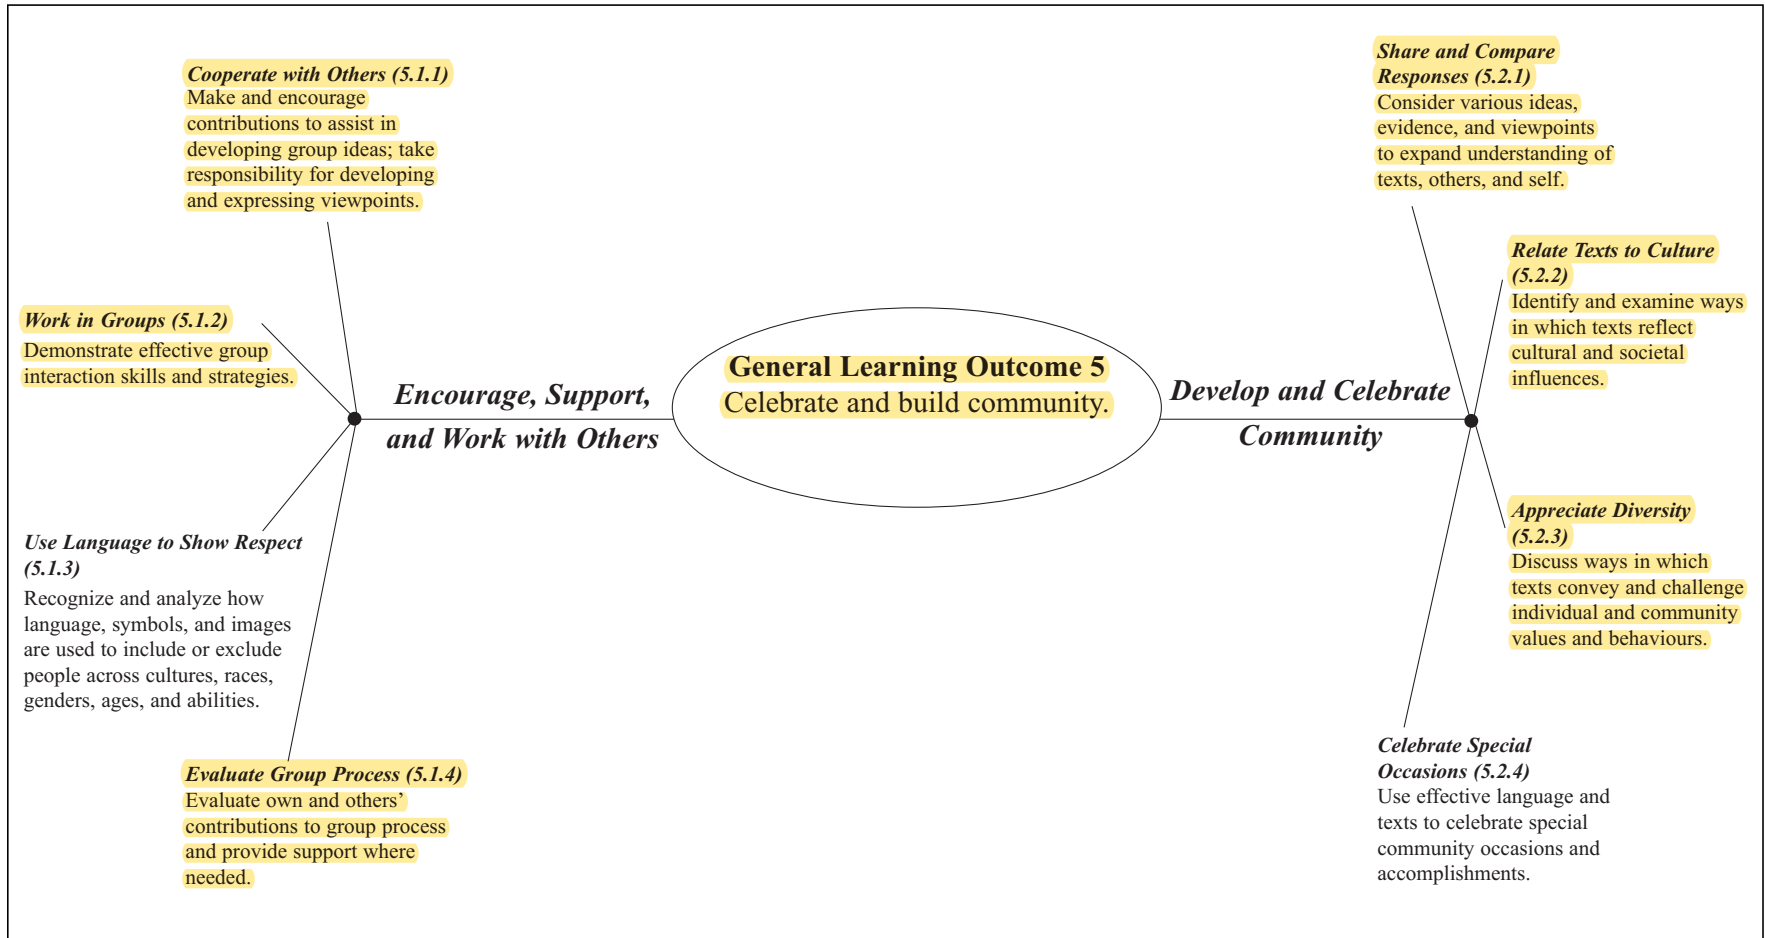 Cooperate with Others (5.1.1)
Make and encourage
contributions to assist in
developing group ideas; take
responsibility for developing
and expressing viewpoints.
Work in Groups (5.1.2)
Demonstrate effective group
interaction skills and strategies.
Encourage, Support,
and Work with Others
Use Language to Show Respect
(5.1.3)
Recognize and analyze how
language, symbols, and images
are used to include or exclude
people across cultures, races,
genders, ages, and abilities.
Evaluate Group Process (5.1.4)
Evaluate own and others’
contributions to group process
and provide support where
needed.
General Learning Outcome 5
Celebrate and build community.
Develop and Celebrate
Community
Share and Compare
Responses (5.2.1)
Consider various ideas,
evidence, and viewpoints
to expand understanding of
texts, others, and self.
Relate Texts to Culture
(5.2.2)
Identify and examine ways
in which texts reflect
cultural and societal
influences.
Appreciate Diversity
(5.2.3)
Discuss ways in which
texts convey and challenge
individual and community
values and behaviours.
Celebrate Special
Occasions (5.2.4)
Use effective language and
texts to celebrate special
community occasions and
accomplishments.